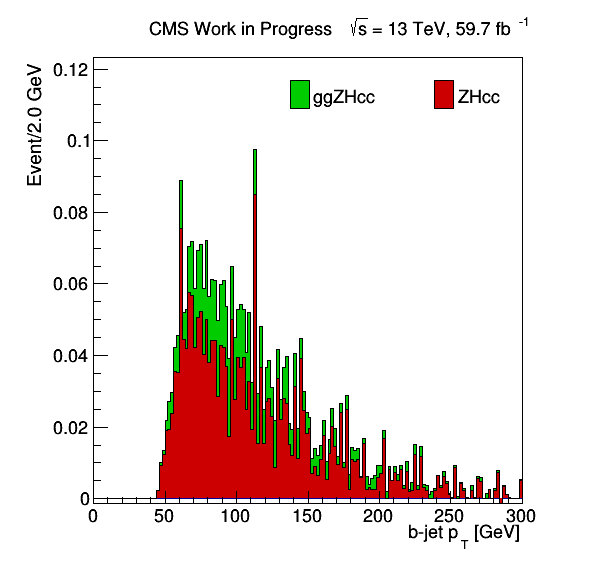 CMS Work in Progress √s = 13 TeV, 59.7 fb⁻¹
Event/2.0 GeV
0.12
0.1
0.08
0.06
0.04
0.02
0
ggZHcc
ZHcc
0 50 100 150 200 250 300
b-jet p_T [GeV]